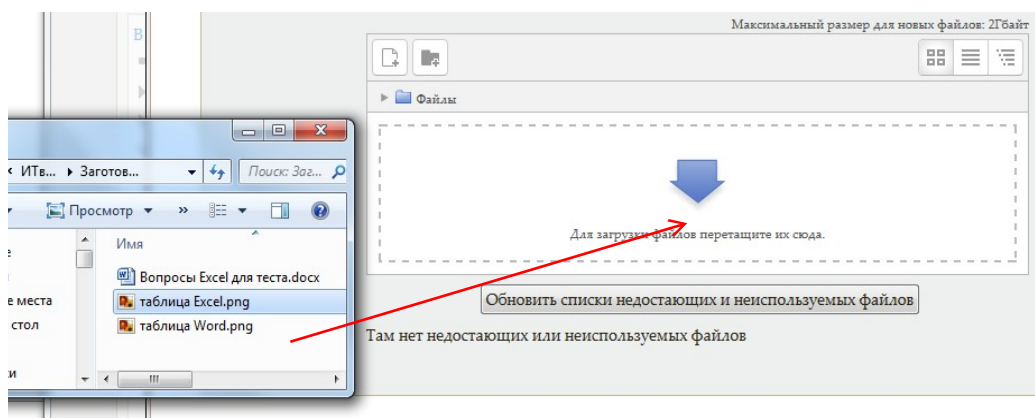 Максимальный размер для новых файлов: 2Гбайт
В
Файлы
Для загрузки файлов перетащите их сюда.
Обновить списки недостающих и неиспользуемых файлов
Там нет недостающих или неиспользуемых файлов
ИТв... Заготов...
Поиск: Заг...
Просмотр »
Имя
Вопросы Excel для теста.docx
е места
таблица Excel.png
стол
таблица Word.png
ки